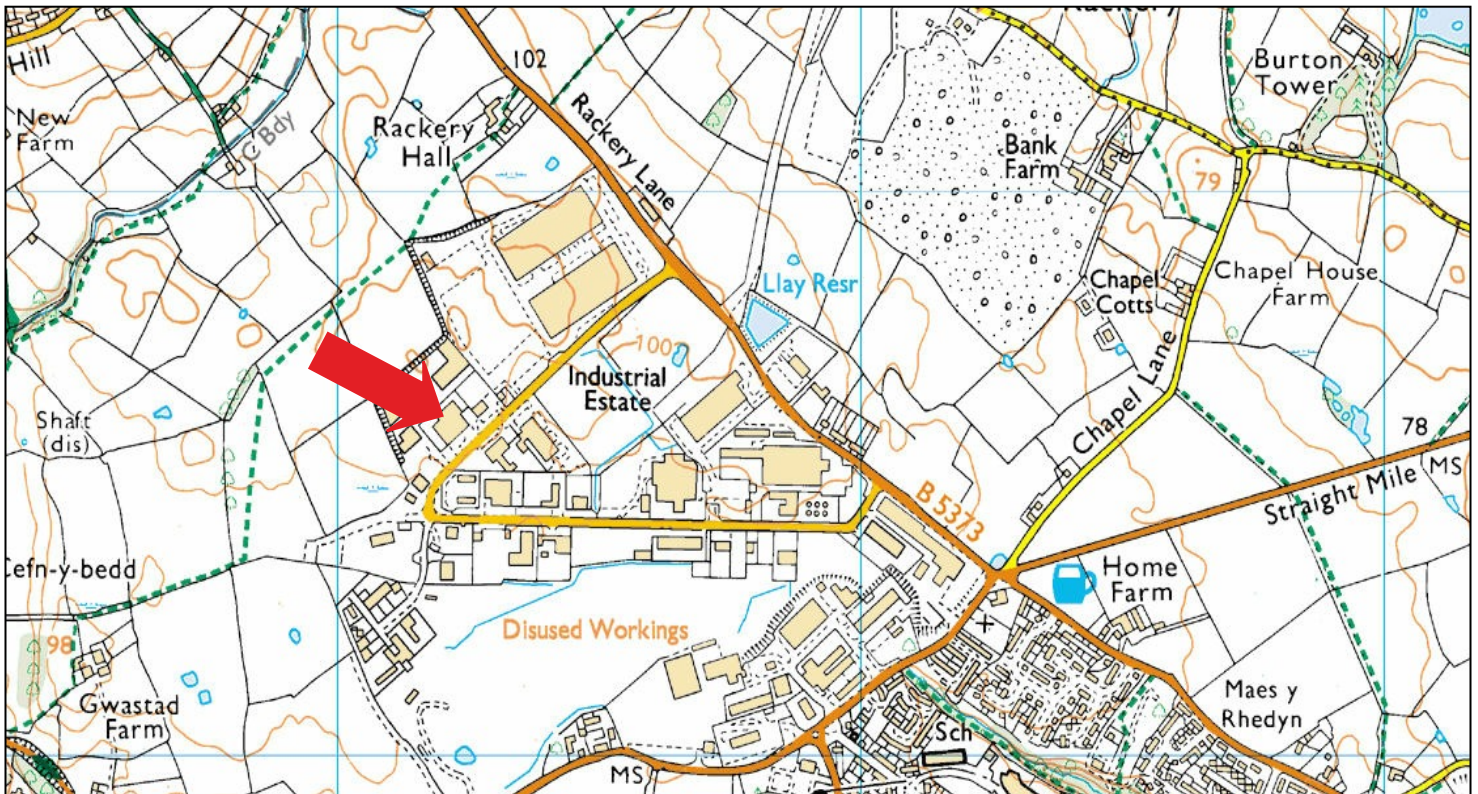 Hill
New
Farm
C Bdy
102
Rackery
Hall
Rackery Lane
Burton
Tower
Bank
Farm
79
Llay Resr
Chapel
Cotts
Chapel House
Farm
100
Industrial
Estate
Chapel Lane
Shaft
(dis)
78
MS
Straight Mile
B 5373
Cefn-y-bedd
Home
Farm
Disused Workings
98
Gwastad
Farm
Maes y
Rhedyn
Sch
MS